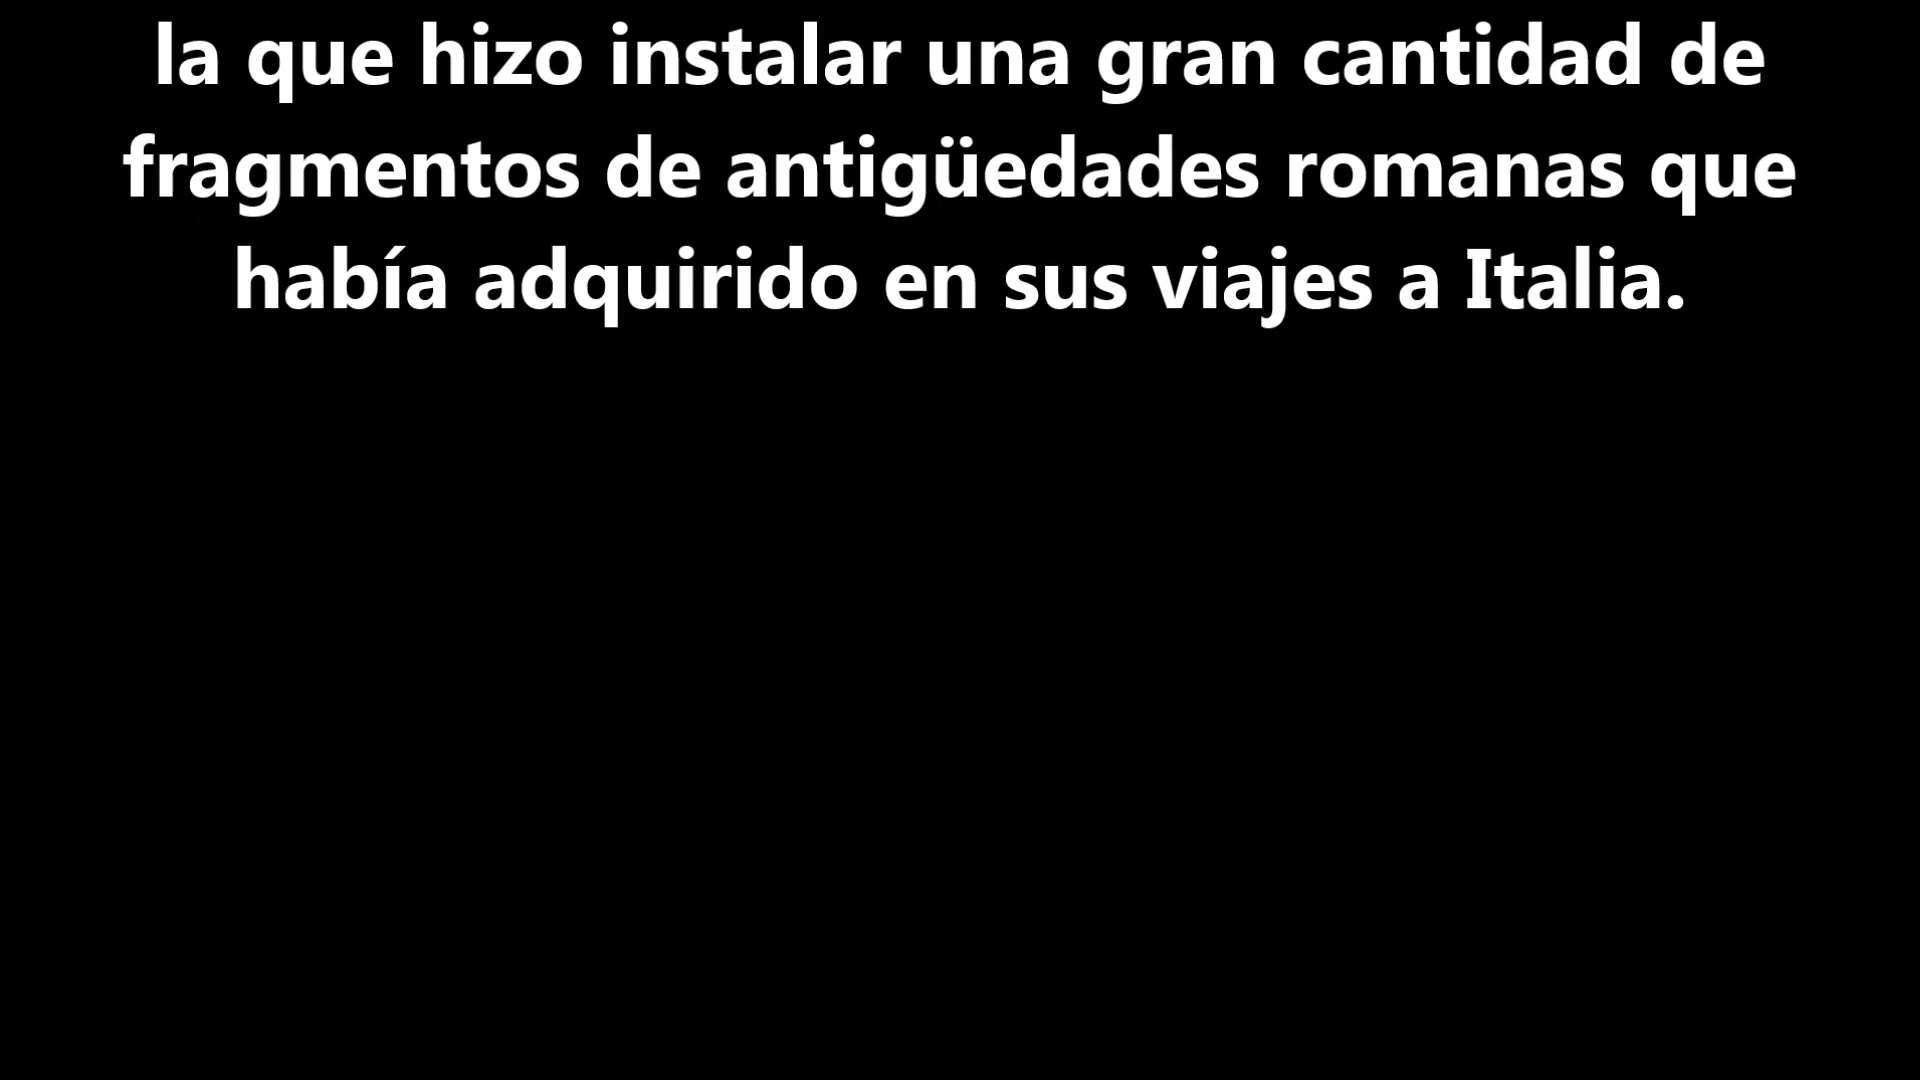 la que hizo instalar una gran cantidad de
fragmentos de antigüedades romanas que
había adquirido en sus viajes a Italia.